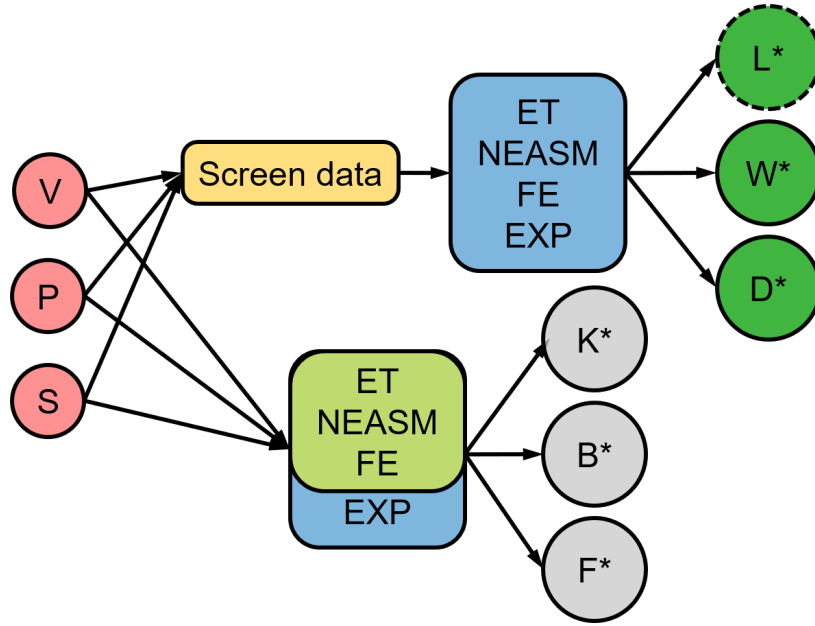 V
P
S
Screen data
ET
NEASM
FE
EXP
L*
W*
D*
ET
NEASM
FE
EXP
K*
B*
F*